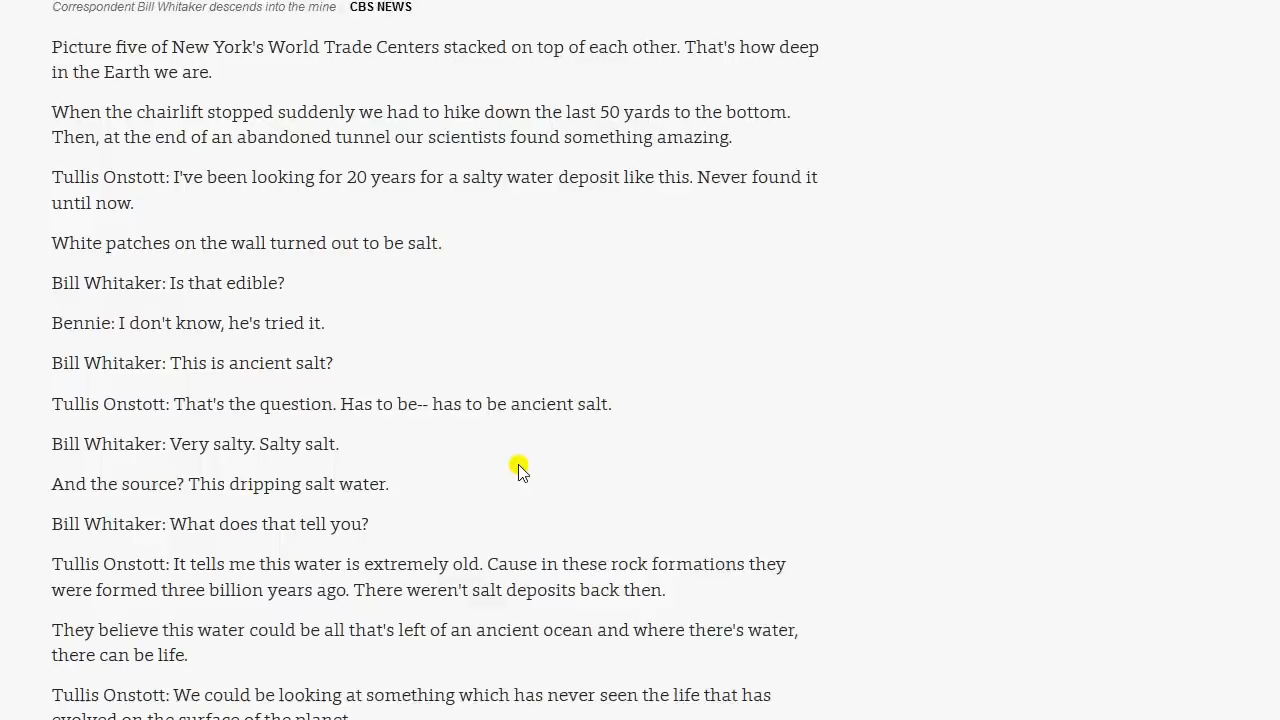 Correspondent Bill Whitaker descends into the mine CBS NEWS
Picture five of New York's World Trade Centers stacked on top of each other. That's how deep
in the Earth we are.
When the chairlift stopped suddenly we had to hike down the last 50 yards to the bottom.
Then, at the end of an abandoned tunnel our scientists found something amazing.
Tullis Onstott: I've been looking for 20 years for a salty water deposit like this. Never found it
until now.
White patches on the wall turned out to be salt.
Bill Whitaker: Is that edible?
Bennie: I don't know, he's tried it.
Bill Whitaker: This is ancient salt?
Tullis Onstott: That's the question. Has to be-- has to be ancient salt.
Bill Whitaker: Very salty. Salty salt.
And the source? This dripping salt water.
Bill Whitaker: What does that tell you?
Tullis Onstott: It tells me this water is extremely old. Cause in these rock formations they
were formed three billion years ago. There weren't salt deposits back then.
They believe this water could be all that's left of an ancient ocean and where there's water,
there can be life.
Tullis Onstott: We could be looking at something which has never seen the life that has
evolved on the surface of the planet